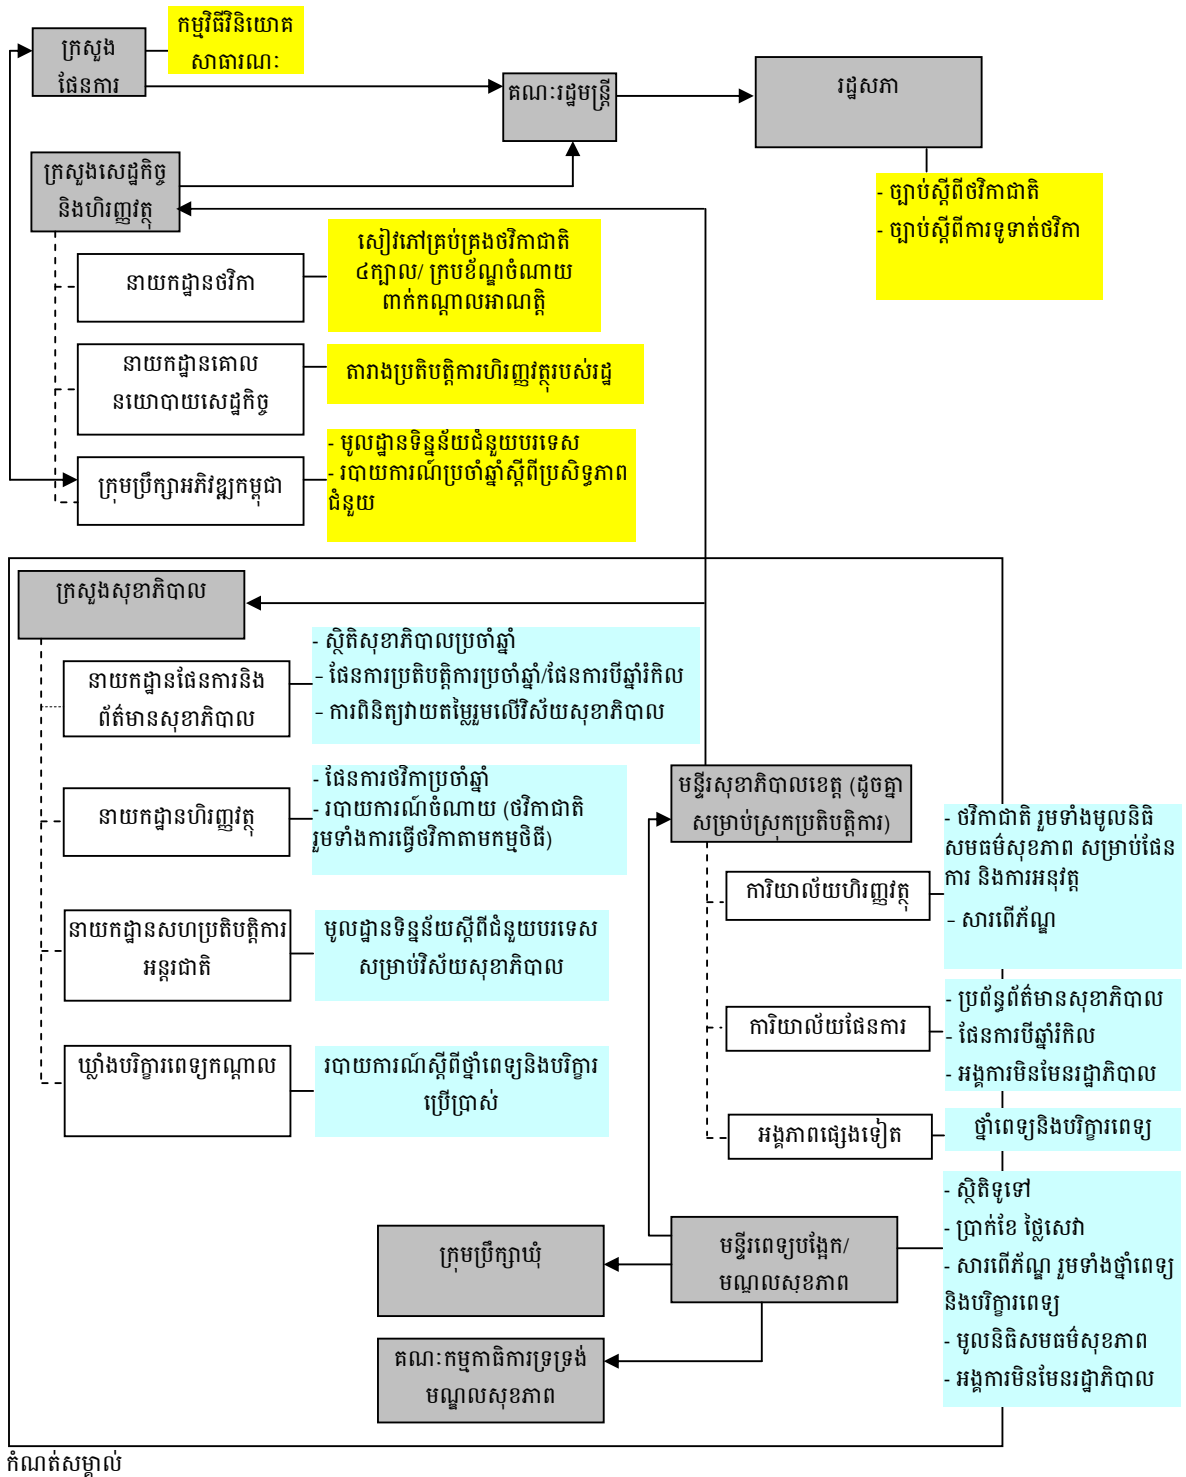 ក្រសួង
ផែនការ
កម្មវិធីវិនិយោគ
សាធារណៈ
គណៈរដ្ឋមន្ត្រី
រដ្ឋសភា
- ច្បាប់ស្តីពីថវិកាជាតិ
- ច្បាប់ស្តីពីការទូទាត់ថវិកា
ក្រសួងសេដ្ឋកិច្ច
និងហិរញ្ញវត្ថុ
នាយកដ្ឋានថវិកា
សៀវភៅគ្រប់គ្រងថវិកាជាតិ
៤ក្បាល/ ក្របខ័ណ្ឌចំណាយ
ពាក់កណ្តាលអាណត្តិ
នាយកដ្ឋានគោល
នយោបាយសេដ្ឋកិច្ច
តារាងប្រតិបត្តិការហិរញ្ញវត្ថុរបស់រដ្ឋ
ក្រុមប្រឹក្សាអភិវឌ្ឍកម្ពុជា
- មូលដ្ឋានទិន្នន័យជំនួយបរទេស
- របាយការណ៍ប្រចាំឆ្នាំស្តីពីប្រសិទ្ធភាព
ជំនួយ
ក្រសួងសុខាភិបាល
នាយកដ្ឋានផែនការនិង
ព័ត៌មានសុខាភិបាល
- ស្ថិតិសុខាភិបាលប្រចាំឆ្នាំ
- ផែនការប្រតិបត្តិការប្រចាំឆ្នាំ/ផែនការបីឆ្នាំរំកិល
- ការពិនិត្យវាយតម្លៃរួមលើវិស័យសុខាភិបាល
នាយកដ្ឋានហិរញ្ញវត្ថុ
- ផែនការថវិកាប្រចាំឆ្នាំ
- របាយការណ៍ចំណាយ (ថវិកាជាតិ
រួមទាំងការធ្វើថវិកាតាមកម្មថិធី)
នាយកដ្ឋានសហប្រតិបត្តិការ
អន្តរជាតិ
មូលដ្ឋានទិន្នន័យស្តីពីជំនួយបរទេស
សម្រាប់វិស័យសុខាភិបាល
ឃ្លាំងបរិក្ខារពេទ្យកណ្តាល
របាយការណ៍ស្តីពីថ្នាំពេទ្យនិងបរិក្ខារ
ប្រើប្រាស់
មន្ទីរសុខាភិបាលខេត្ត (ដូចគ្នា
សម្រាប់ស្រុកប្រតិបត្តិការ)
ការិយាល័យហិរញ្ញវត្ថុ
- ថវិកាជាតិ រួមទាំងមូលនិធិ
សមធម៌សុខភាព សម្រាប់ផែន
ការ និងការអនុវត្ត
- សារពើភ័ណ្ឌ
ការិយាល័យផែនការ
- ប្រព័ន្ធព័ត៌មានសុខាភិបាល
- ផែនការបីឆ្នាំរំកិល
- អង្គការមិនមែនរដ្ឋាភិបាល
អង្គភាពផ្សេងទៀត
ថ្នាំពេទ្យនិងបរិក្ខារពេទ្យ
មន្ទីរពេទ្យបង្អែក/
មណ្ឌលសុខភាព
- ស្ថិតិទូទៅ
- ប្រាក់ខែ ថ្លៃសេវា
- សារពើភ័ណ្ឌ រួមទាំងថ្នាំពេទ្យ
និងបរិក្ខារពេទ្យ
- មូលនិធិសមធម៌សុខភាព
- អង្គការមិនមែនរដ្ឋាភិបាល
ក្រុមប្រឹក្សាឃុំ
គណៈកម្មកាធិការទ្រទ្រង់
មណ្ឌលសុខភាព
កំណត់សម្គាល់